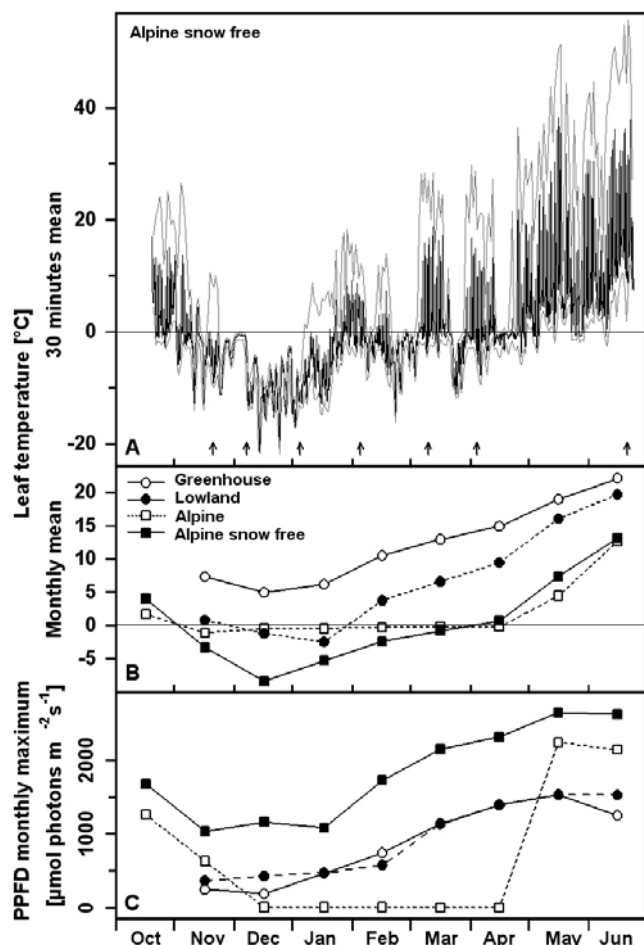 Alpine snow free
40
20
0
-20
A
Leaf temperature [°C]
30 minutes mean
Greenhouse
Lowland
Alpine
Alpine snow free
20
15
10
5
0
-5
B
Monthly mean
2000
1000
0
C
PPFD monthly maximum
[µmol photons m ⁻²s⁻¹]
Oct Nov Dec Jan Feb Mar Apr May Jun